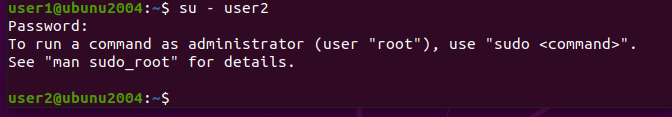 user1@ubunu2004:~$ su - user2
Password:
To run a command as administrator (user "root"), use "sudo <command>".
See "man sudo_root" for details.
user2@ubunu2004:~$